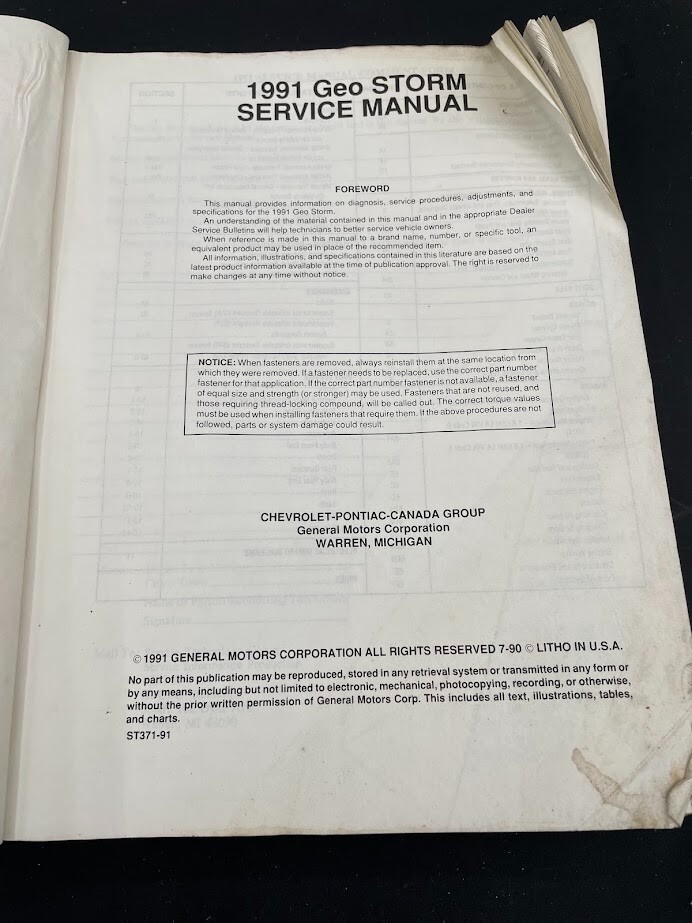 1991 Geo STORM
SERVICE MANUAL
FOREWORD
This manual provides information on diagnosis, service procedures, adjustments, and
specifications for the 1991 Geo Storm.
An understanding of the material contained in this manual and in the appropriate Dealer
Service Bulletins will help technicians to better service vehicle owners.
When reference is made in this manual to a brand name, number, or specific tool, an
equivalent product may be used in place of the recommended item.
All information, illustrations, and specifications contained in this literature are based on the
latest product information available at the time of publication approval. The right is reserved to
make changes at any time without notice.
NOTICE: When fasteners are removed, always reinstall them at the same location from
which they were removed. If a fastener needs to be replaced, use the correct part number
fastener for that application. If the correct part number fastener is not available, a fastener
of equal size and strength (or stronger) may be used. Fasteners that are not reused, and
those requiring thread-locking compound, will be called out. The correct torque values
must be used when installing fasteners that require them. If the above procedures are not
followed, parts or system damage could result.
CHEVROLET-PONTIAC-CANADA GROUP
General Motors Corporation
WARREN, MICHIGAN
© 1991 GENERAL MOTORS CORPORATION ALL RIGHTS RESERVED 7-90 © LITHO IN U.S.A.
No part of this publication may be reproduced, stored in any retrieval system or transmitted in any form or
by any means, including but not limited to electronic, mechanical, photocopying, recording, or otherwise,
without the prior written permission of General Motors Corp. This includes all text, illustrations, tables,
and charts.
ST371-91